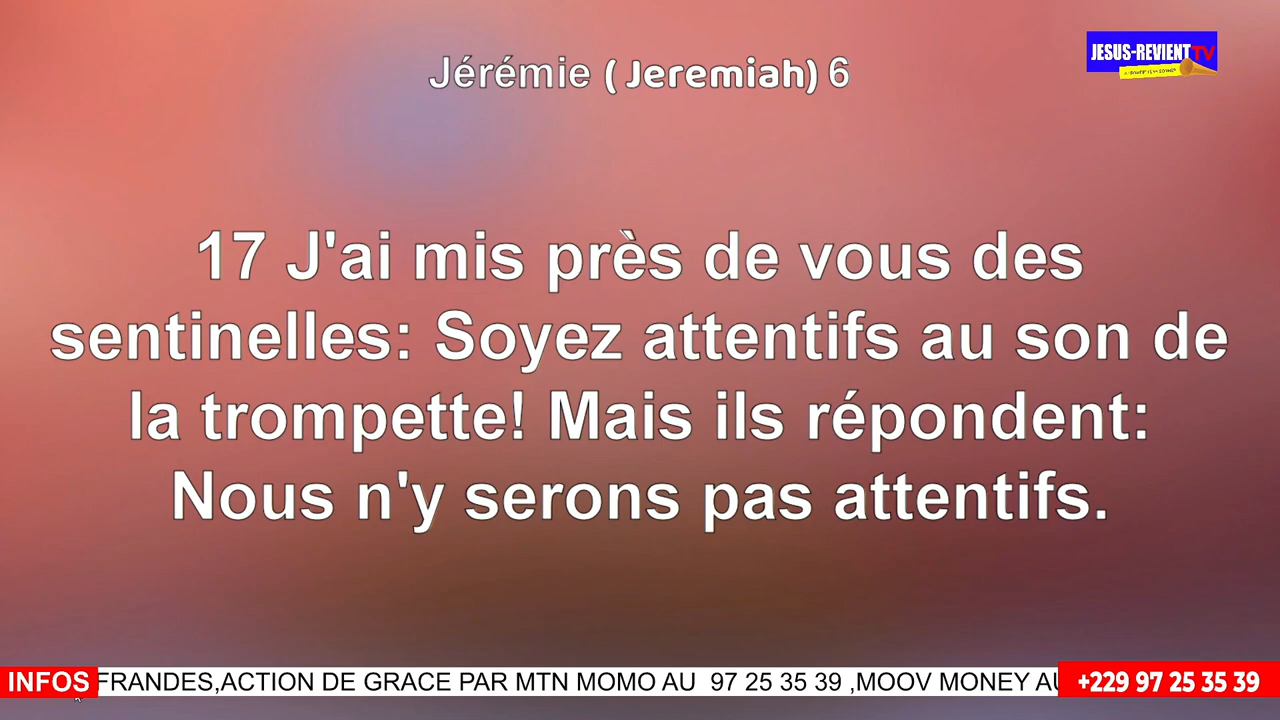 Jérémie ( Jeremiah) 6
JESUS-REVIENT TV
17 J'ai mis près de vous des
sentinelles: Soyez attentifs au son de
la trompette! Mais ils répondent:
Nous n'y serons pas attentifs.
INFOS FRANDES,ACTION DE GRACE PAR MTN MOMO AU 97 25 35 39 ,MOOV MONEY AU +229 97 25 35 39